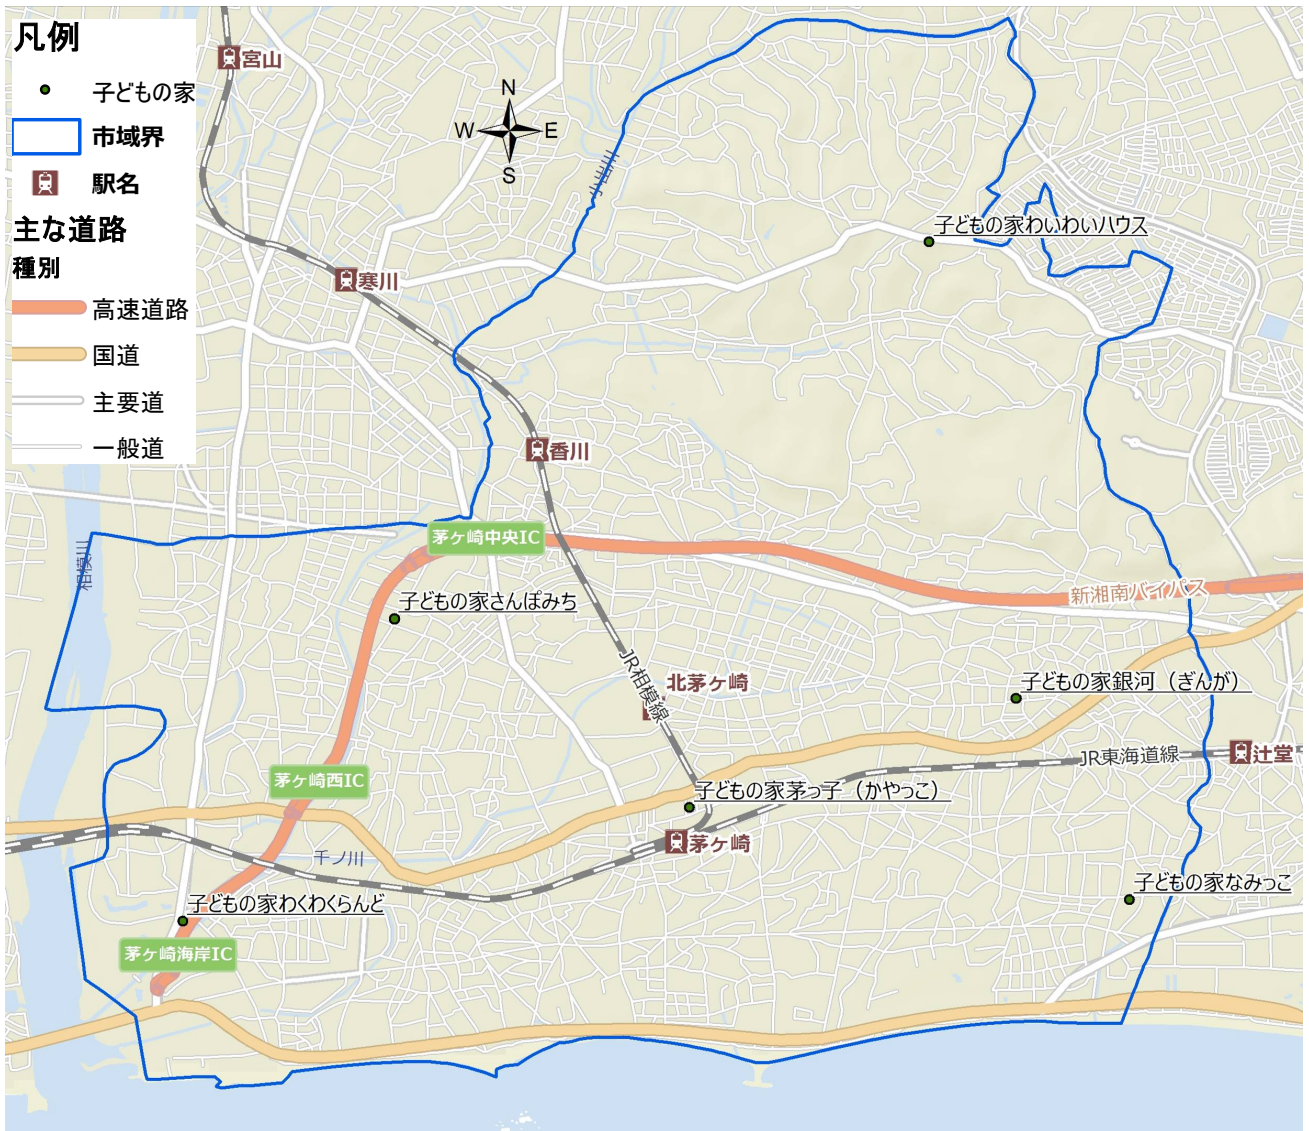 凡例
子どもの家
市域界
駅名
主な道路
種別
高速道路
国道
主要道
一般道
宮山
N
W
E
S
小出川
子どもの家わいわいハウス
寒川
香川
茅ヶ崎中央IC
相模川
新湘南バイパス
子どもの家さんぽみち
JR相模線
北茅ヶ崎
子どもの家銀河（ぎんが）
JR東海道線
辻堂
茅ヶ崎西IC
子どもの家茅っ子（かやっこ）
茅ヶ崎
千ノ川
子どもの家なみっこ
子どもの家わくわくらんど
茅ヶ崎海岸IC